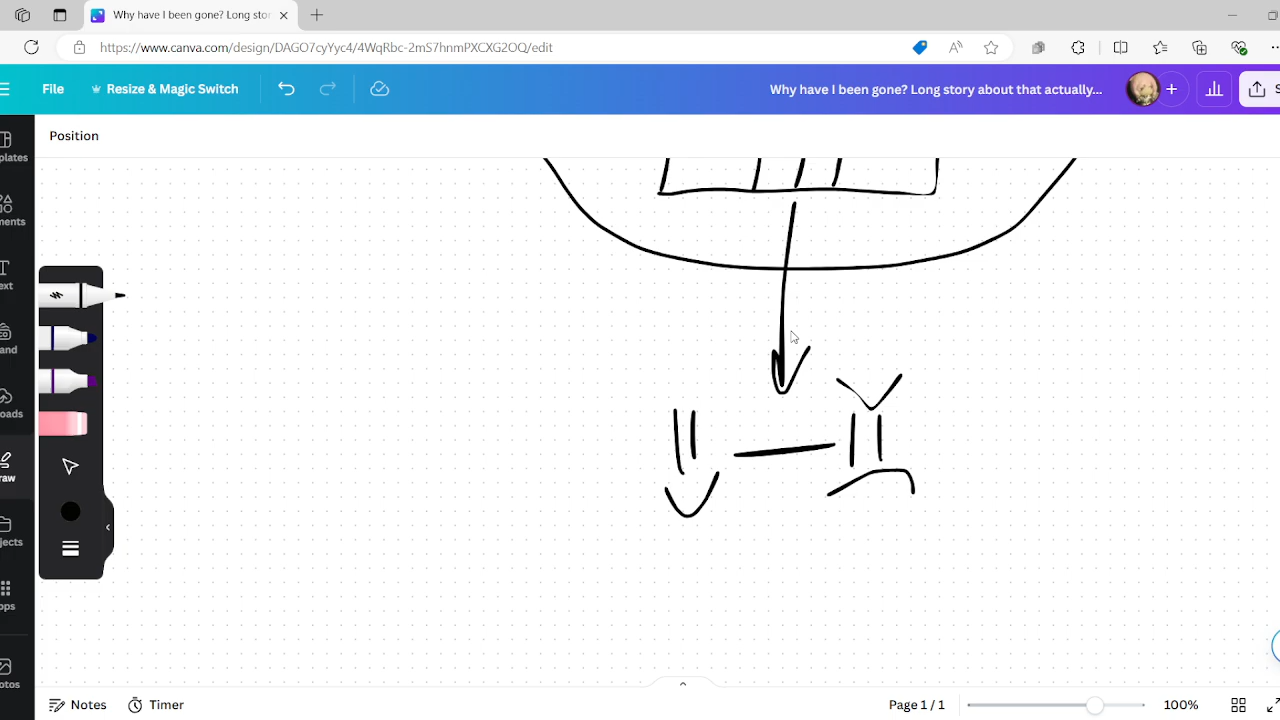 Why have I been gone? Long stor
https://www.canva.com/design/DAGO7cyYyc4/4WqRbc-2mS7hnmPXCXG2OQ/edit
File Resize & Magic Switch Why have I been gone? Long story about that actually... S
Position
plates
ments
ext
and
oads
raw
jects
pps
otos
Notes Timer Page 1 / 1 100%